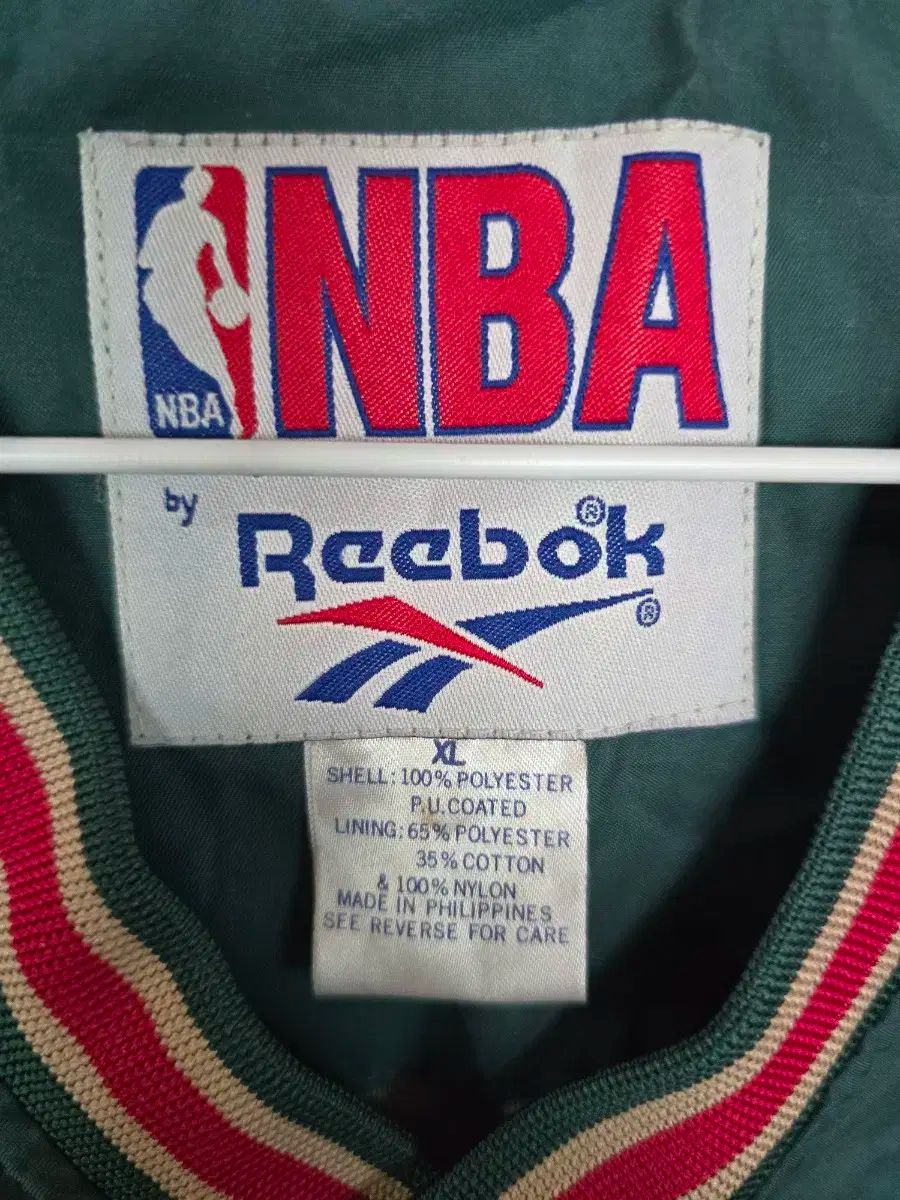 NBA
NBA
by
Reebok®
®
XL
SHELL: 100% POLYESTER
P.U. COATED
LINING: 65% POLYESTER
35% COTTON
& 100% NYLON
MADE IN PHILIPPINES
SEE REVERSE FOR CARE